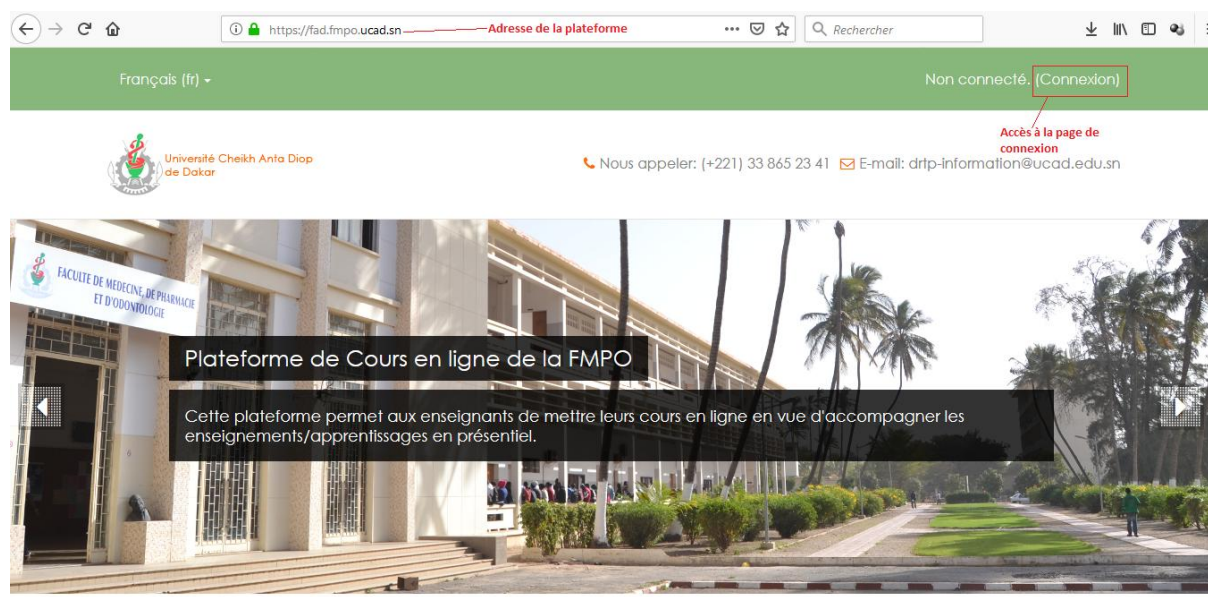 https://fad.fmpo.ucad.sn
Adresse de la plateforme
Rechercher
Français (fr)
Non connecté. (Connexion)
Accès à la page de
connexion
Université Cheikh Anta Diop
de Dakar
Nous appeler: (+221) 33 865 23 41 E-mail: drtp-information@ucad.edu.sn
FACULTE DE MEDECINE, DE PHARMACIE
ET D'ODONTOLOGIE
Plateforme de Cours en ligne de la FMPO
Cette plateforme permet aux enseignants de mettre leurs cours en ligne en vue d'accompagner les
enseignements/apprentissages en présentiel.